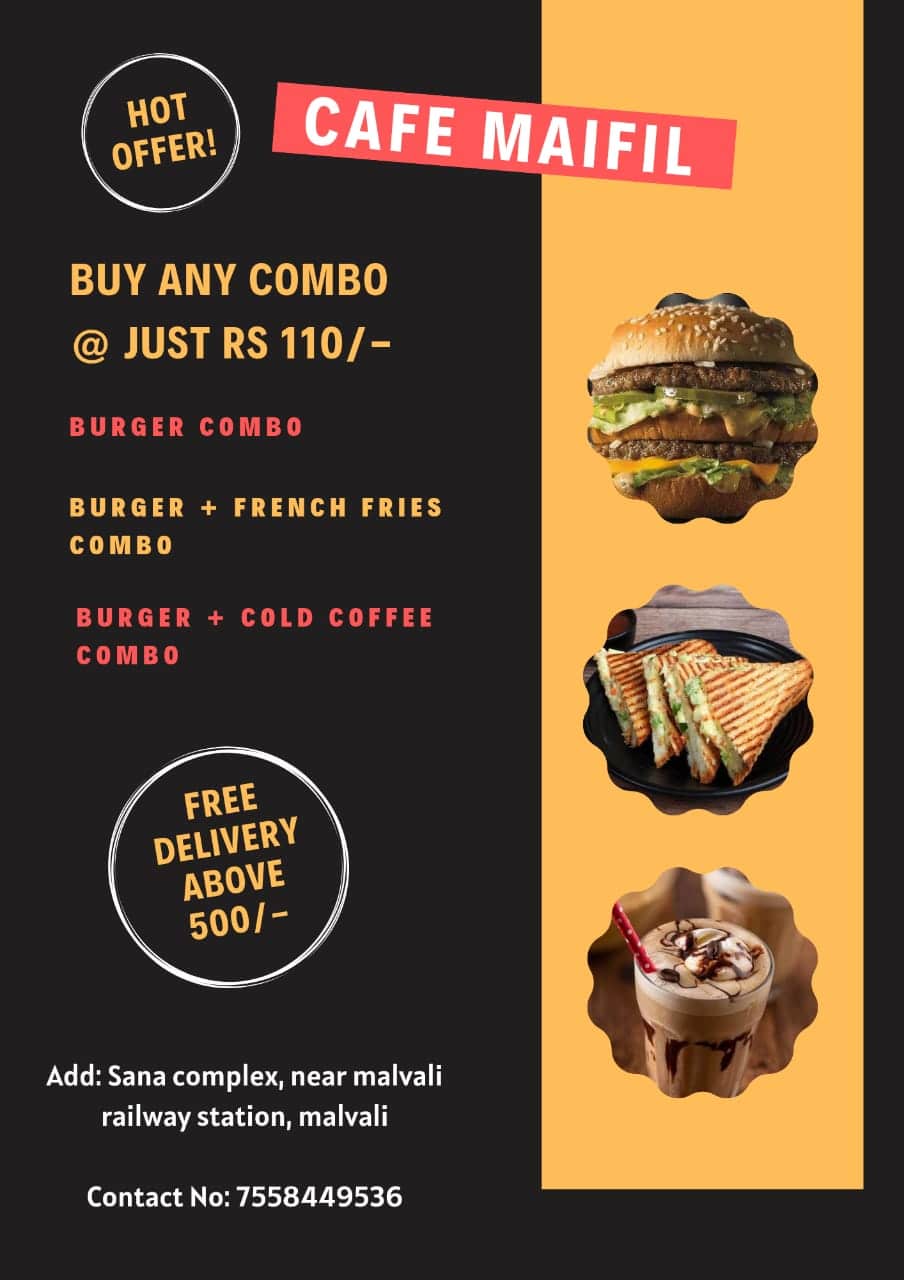 HOT
OFFER!
CAFE MAIFIL
BUY ANY COMBO
@ JUST RS 110/-
BURGER COMBO
BURGER + FRENCH FRIES
COMBO
BURGER + COLD COFFEE
COMBO
FREE
DELIVERY
ABOVE
500/-
Add: Sana complex, near malvali
railway station, malvali
Contact No: 7558449536